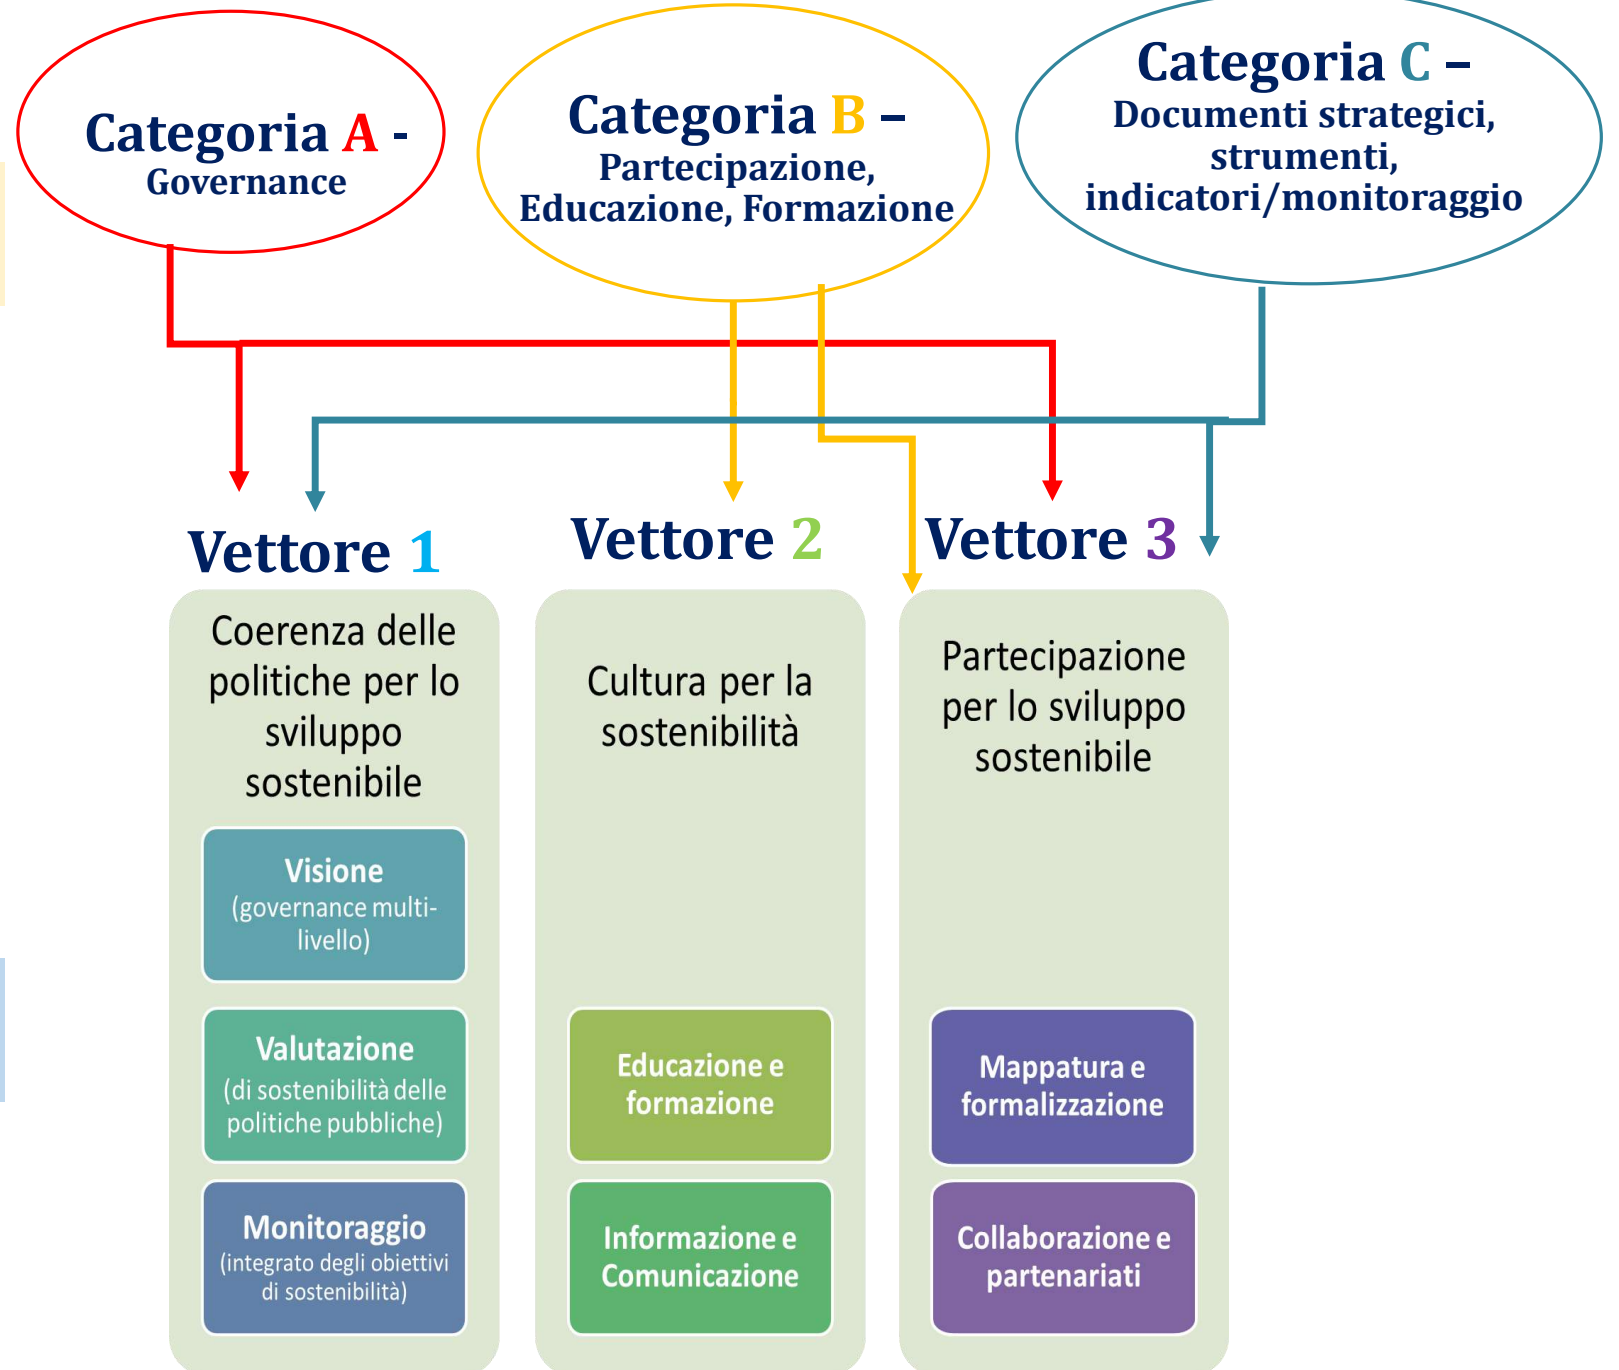 Categoria A -
Governance
Categoria B –
Partecipazione,
Educazione, Formazione
Categoria C –
Documenti strategici,
strumenti,
indicatori/monitoraggio
Vettore 1
Coerenza delle
politiche per lo
sviluppo
sostenibile
Visione
(governance multi-
livello)
Valutazione
(di sostenibilità delle
politiche pubbliche)
Monitoraggio
(integrato degli obiettivi
di sostenibilità)
Vettore 2
Cultura per la
sostenibilità
Educazione e
formazione
Informazione e
Comunicazione
Vettore 3
Partecipazione
per lo sviluppo
sostenibile
Mappatura e
formalizzazione
Collaborazione e
partenariati